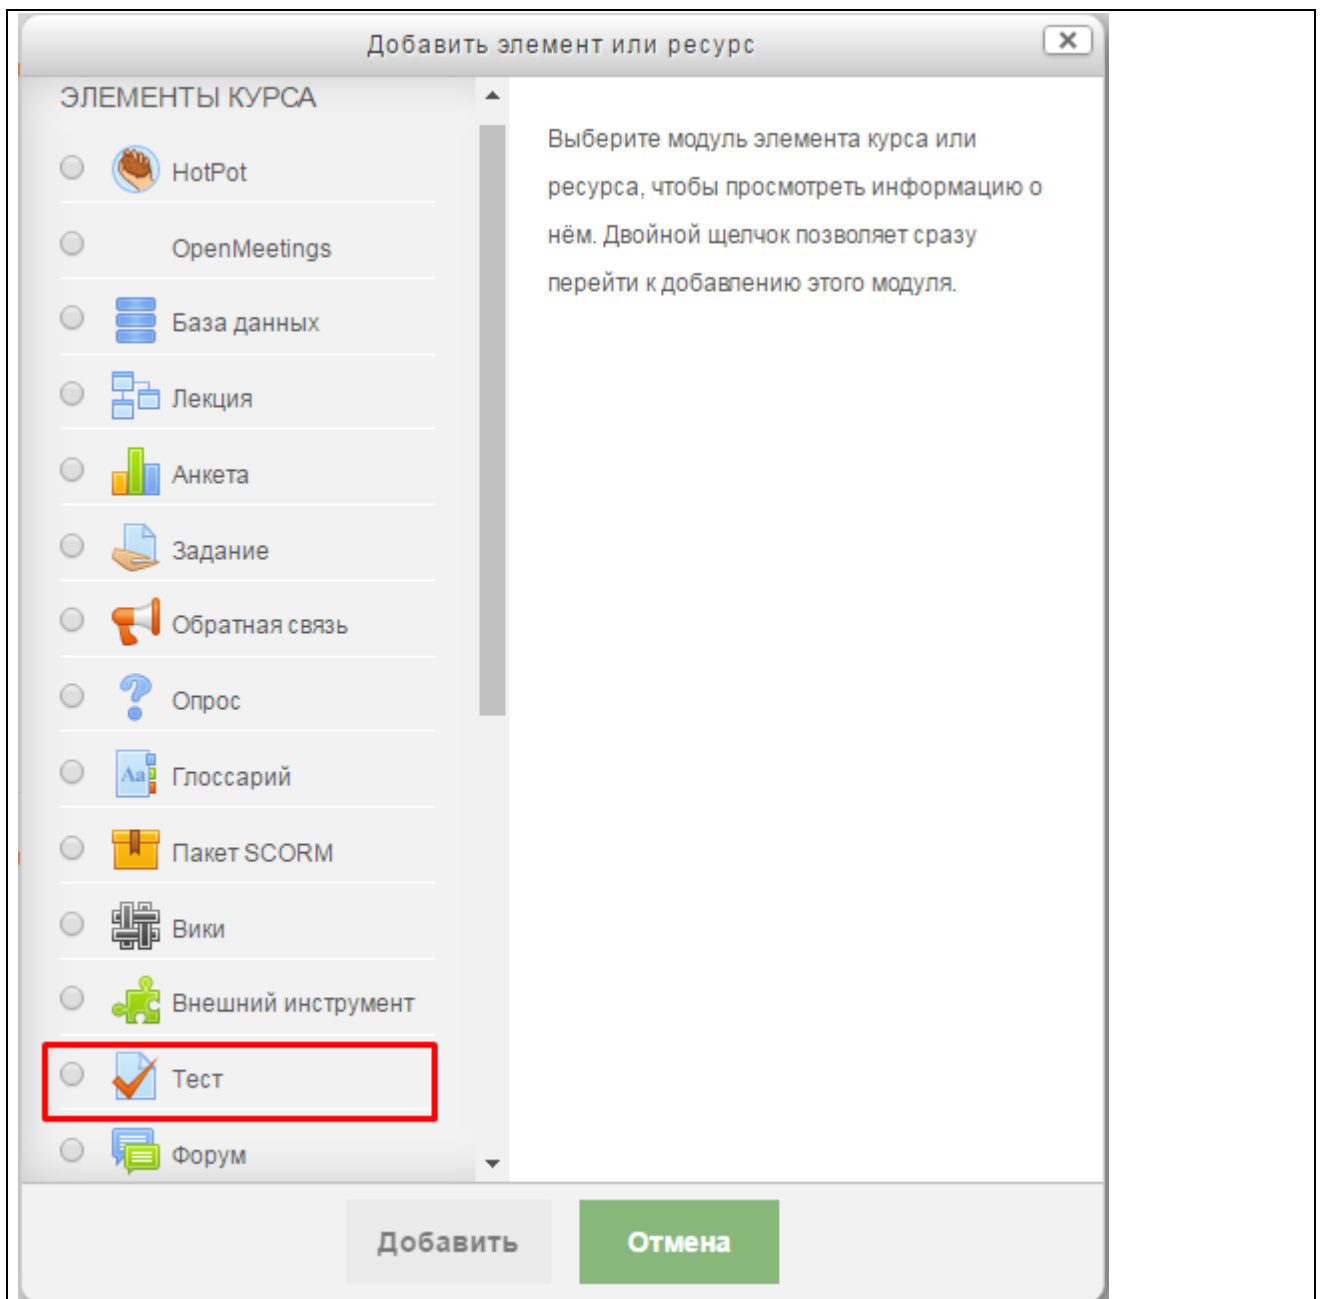 Добавить элемент или ресурс
ЭЛЕМЕНТЫ КУРСА
HotPot
OpenMeetings
База данных
Лекция
Анкета
Задание
Обратная связь
Опрос
Aa
Глоссарий
Пакет SCORM
Вики
Внешний инструмент
Тест
Форум
Выберите модуль элемента курса или
ресурса, чтобы просмотреть информацию о
нём. Двойной щелчок позволяет сразу
перейти к добавлению этого модуля.
Добавить
Отмена